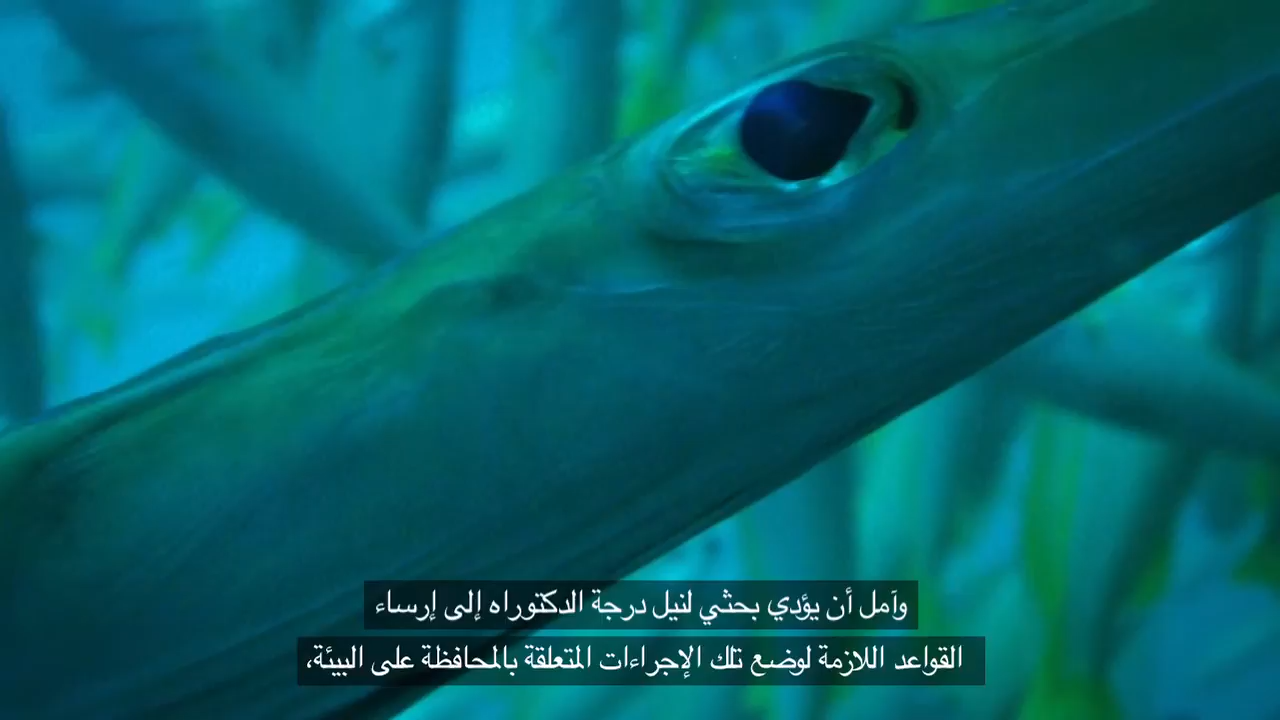 وآمل أن يؤدي بحثي لنيل درجة الدكتوراه إلى إرساء
القواعد اللازمة لوضع تلك الإجراءات المتعلقة بالمحافظة على البيئة،